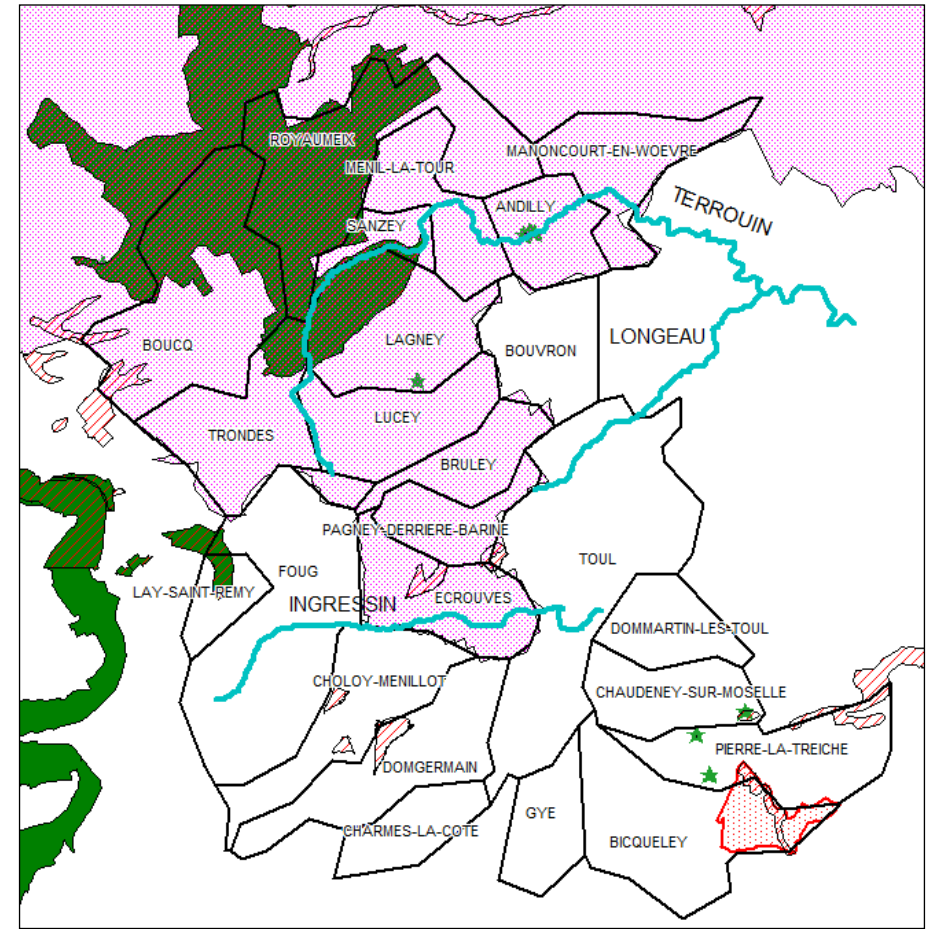 ROYAUMEIX
MANONCOURT-EN-WOEVRE
MENIL-LA-TOUR
TERROUIN
ANDILLY
SANZEY
LONGEAU
LAGNEY
BOUCQ
BOUVRON
LUCEY
TRONDES
BRULEY
PAGNEY-DERRIERE-BARINE
TOUL
FOUG
LAY-SAINT-REMY
ECROUVES
INGRESSIN
DOMMARTIN-LES-TOUL
CHOLOY-MENILLOT
CHAUDENEY-SUR-MOSELLE
PIERRE-LA-TREICHE
DOMGERMAIN
GYE
CHARMES-LA-COTE
BICQUELEY